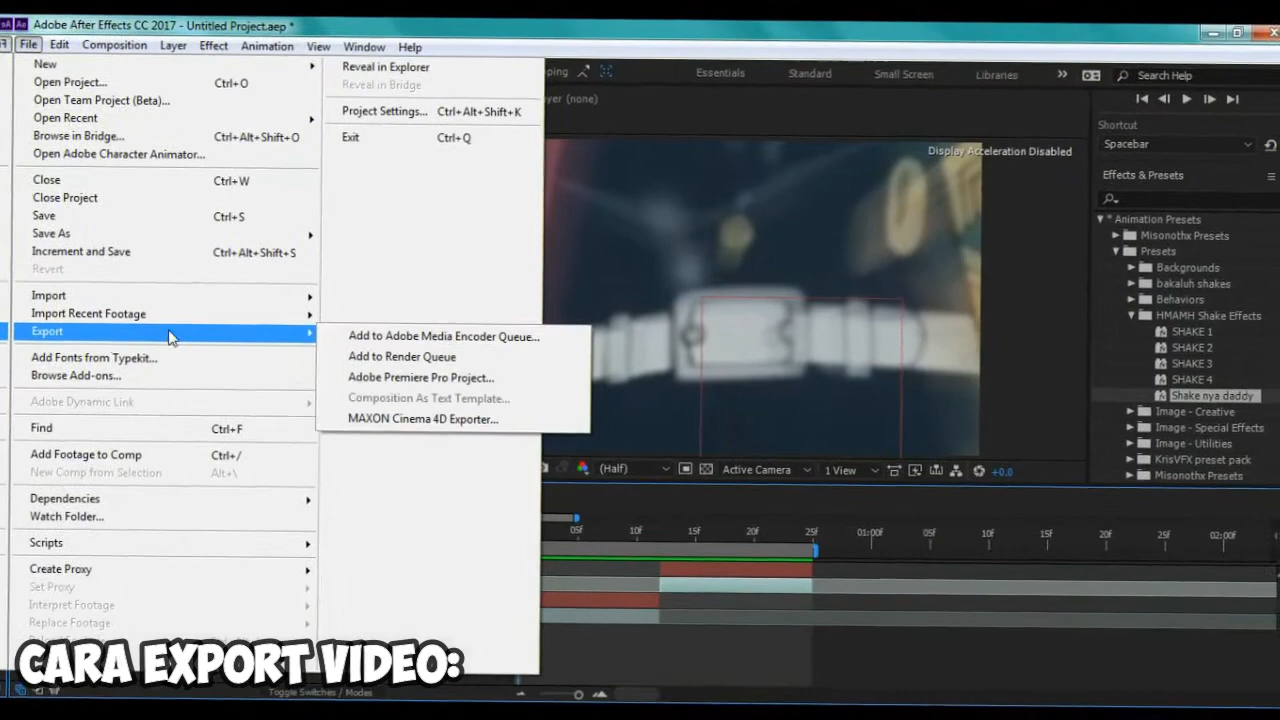 Adobe After Effects CC 2017 - Untitled Project.aep *
File Edit Composition Layer Effect Animation View Window Help
New
Open Project... Ctrl+O
Open Team Project (Beta)...
Open Recent
Browse in Bridge... Ctrl+Alt+Shift+O
Open Adobe Character Animator...
Close Ctrl+W
Close Project
Save Ctrl+S
Save As
Increment and Save Ctrl+Alt+Shift+S
Revert
Import
Import Recent Footage
Export
Add Fonts from Typekit...
Browse Add-ons...
Adobe Dynamic Link
Find Ctrl+F
Add Footage to Comp Ctrl+/
New Comp from Selection Alt+\
Dependencies
Watch Folder...
Scripts
Create Proxy
Set Proxy
Interpret Footage
Replace Footage
Reveal in Explorer
Reveal in Bridge
Project Settings... Ctrl+Alt+Shift+K
Exit Ctrl+Q
Add to Adobe Media Encoder Queue...
Add to Render Queue
Adobe Premiere Pro Project...
Composition As Text Template...
MAXON Cinema 4D Exporter...
Essentials Standard Small Screen Libraries >> Search Help
(none)
Display Acceleration Disabled
Shortcut
Spacebar
Effects & Presets
* Animation Presets
Misonothx Presets
Presets
Backgrounds
bakaluh shakes
Behaviors
HMAMH Shake Effects
SHAKE 1
SHAKE 2
SHAKE 3
SHAKE 4
Shake nya daddy
Image - Creative
Image - Special Effects
Image - Utilities
KrisVFX preset pack
Misonothx Presets
(Half) Active Camera 1 View +0.0
05f 10f 15f 20f 25f 01:00f 05f 10f 15f 20f 02:00f
CARA EXPORT VIDEO:
Toggle Switches / Modes